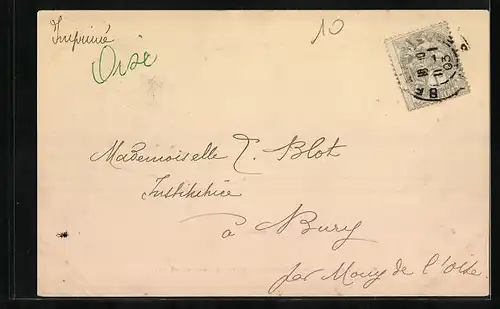 Imprimé
10
Oise
Mademoiselle T. Blot
Institutrice
à Bury
par Mouy de l'Oise